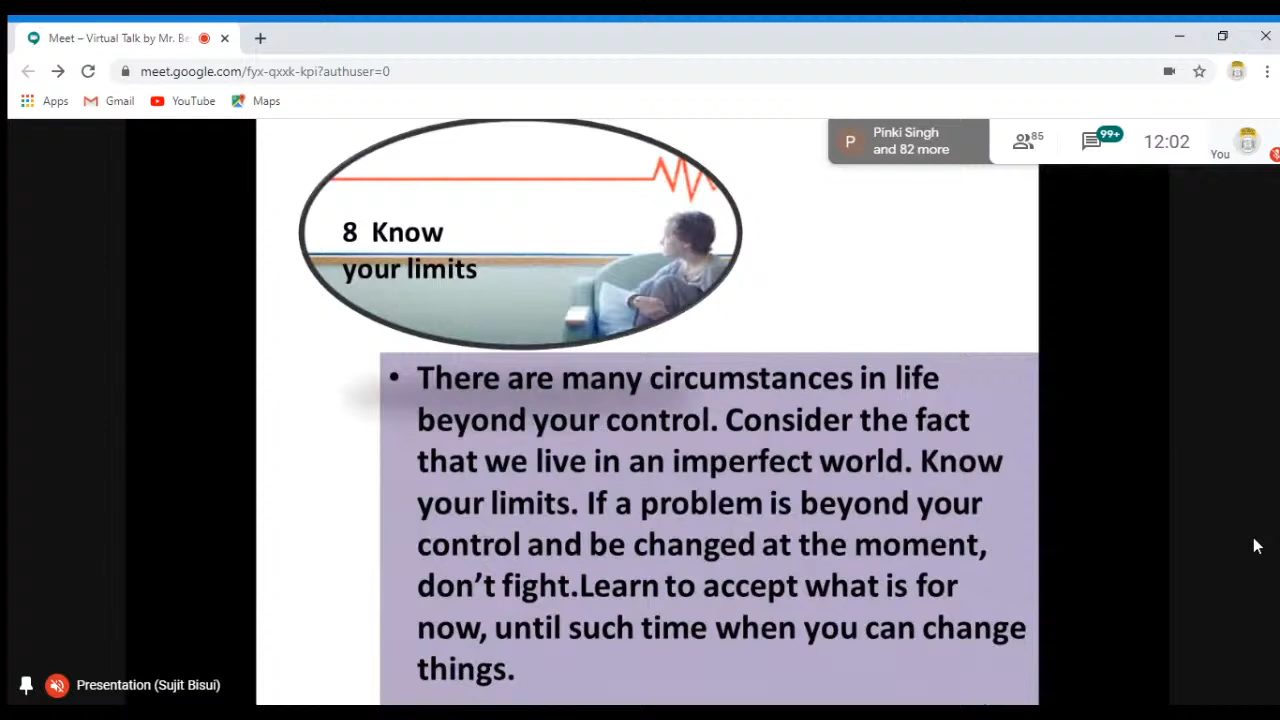 Meet – Virtual Talk by Mr. Be
meet.google.com/fyx-qxxk-kpi?authuser=0
Apps
Gmail
YouTube
Maps
P
Pinki Singh
and 82 more
85
99+
12:02
You
8 Know
your limits
• There are many circumstances in life
beyond your control. Consider the fact
that we live in an imperfect world. Know
your limits. If a problem is beyond your
control and be changed at the moment,
don’t fight.Learn to accept what is for
now, until such time when you can change
things.
Presentation (Sujit Bisui)